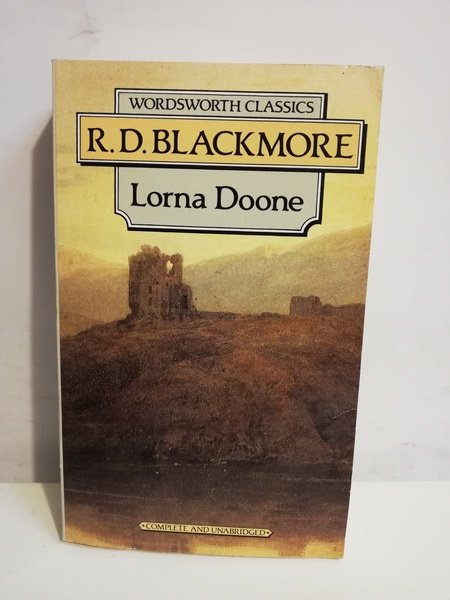 WORDSWORTH CLASSICS
R. D. BLACKMORE
Lorna Doone
• COMPLETE AND UNABRIDGED •